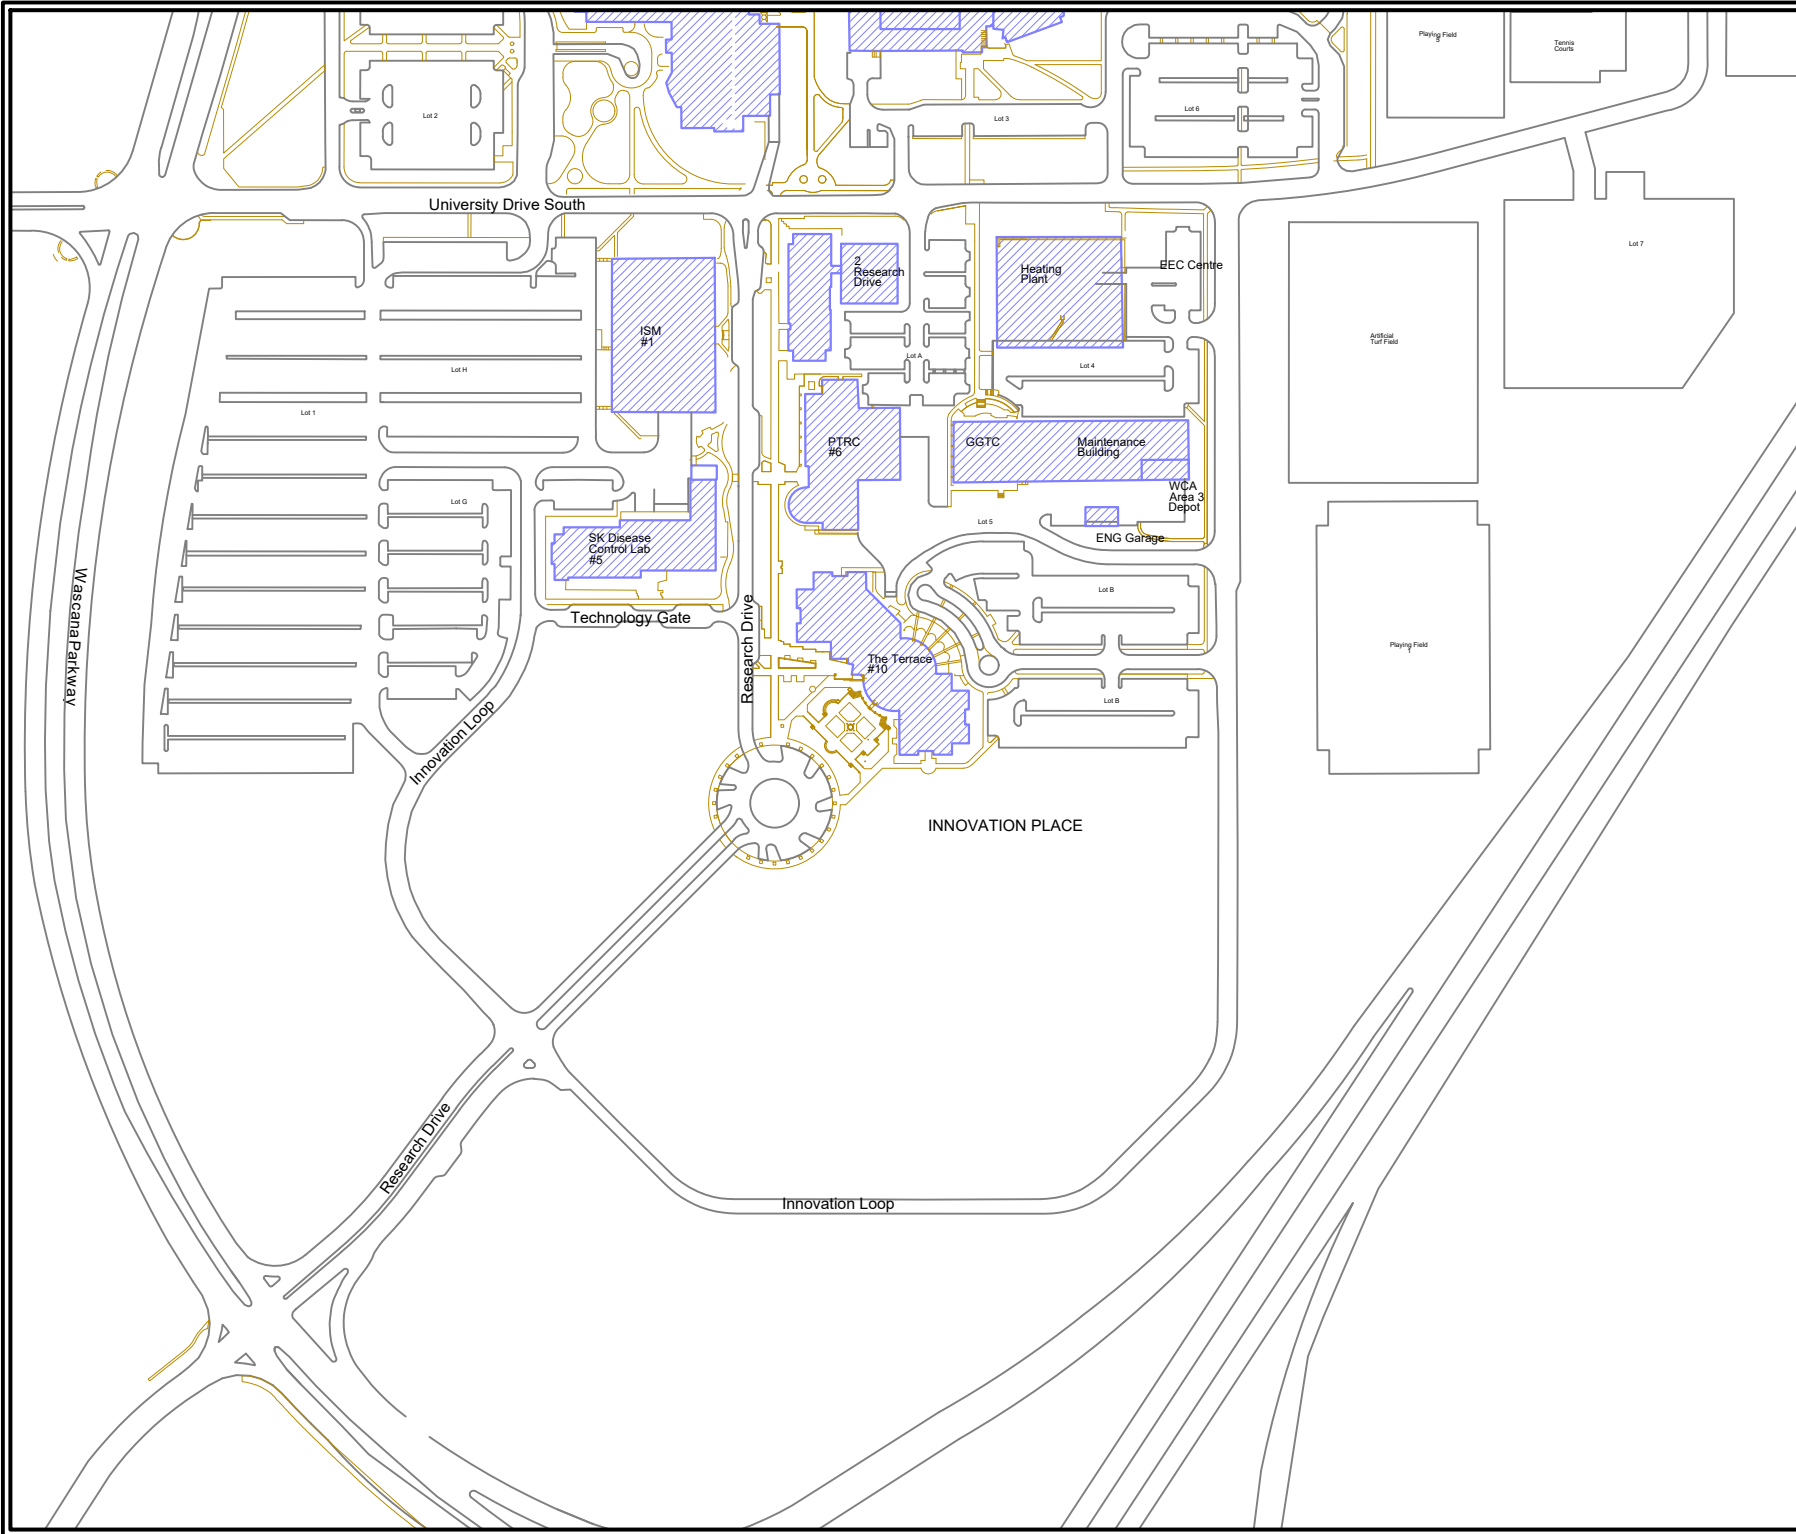 Playing Field
5
Tennis
Courts
Lot 2
Lot 3
Lot 6
University Drive South
Lot 7
2
Research
Drive
Heating
Plant
EEC Centre
ISM
#1
Artificial
Turf Field
Lot A
Lot 4
Lot H
Lot 1
PTRC
#6
GGTC
Maintenance
Building
WCA
Area 3
Depot
Lot G
Lot 5
SK Disease
Control Lab
#5
ENG Garage
Wascana Parkway
Lot B
Technology Gate
Research Drive
The Terrace
#10
Playing Field
1
Lot B
Innovation Loop
INNOVATION PLACE
Research Drive
Innovation Loop